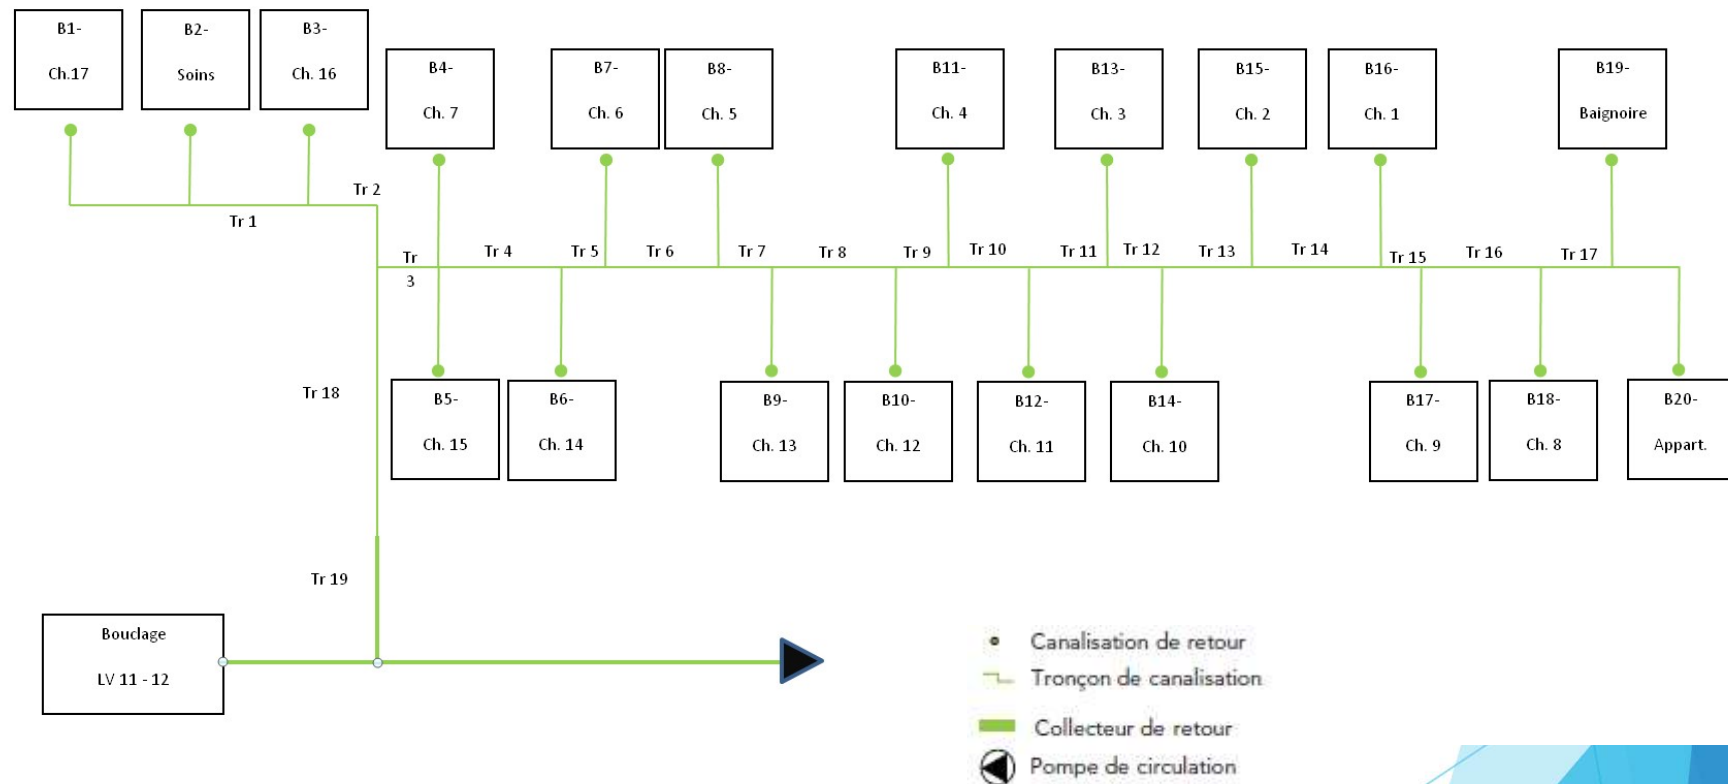 B1-
Ch.17
B2-
Soins
B3-
Ch. 16
B4-
Ch. 7
B7-
Ch. 6
B8-
Ch. 5
B11-
Ch. 4
B13-
Ch. 3
B15-
Ch. 2
B16-
Ch. 1
B19-
Baignoire
Tr 2
Tr 1
Tr
3
Tr 4
Tr 5
Tr 6
Tr 7
Tr 8
Tr 9
Tr 10
Tr 11
Tr 12
Tr 13
Tr 14
Tr 15
Tr 16
Tr 17
Tr 18
B5-
Ch. 15
B6-
Ch. 14
B9-
Ch. 13
B10-
Ch. 12
B12-
Ch. 11
B14-
Ch. 10
B17-
Ch. 9
B18-
Ch. 8
B20-
Appart.
Tr 19
Bouclage
LV 11 - 12
Canalisation de retour
Tronçon de canalisation
Collecteur de retour
Pompe de circulation